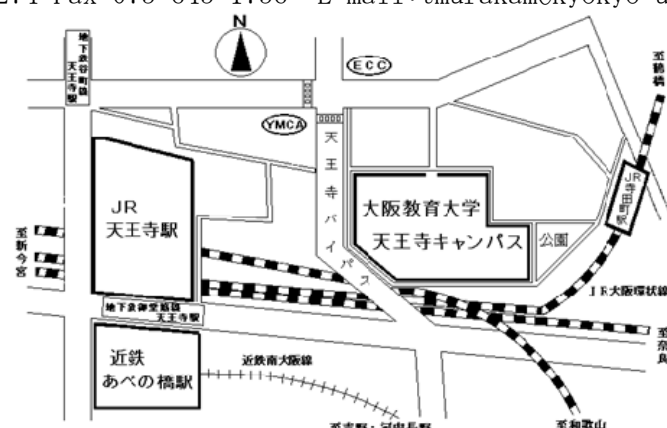 N
至鶴橋
地下鉄谷町線
天王寺駅
ECC
YMCA
天王寺バイパス
JR
天王寺駅
大阪教育大学
天王寺キャンパス
公園
JR寺田町駅
至新今宮
JR大阪環状線
地下鉄御堂筋線
天王寺駅
至奈良
近鉄
あべの橋駅
近鉄南大阪線
至和歌山